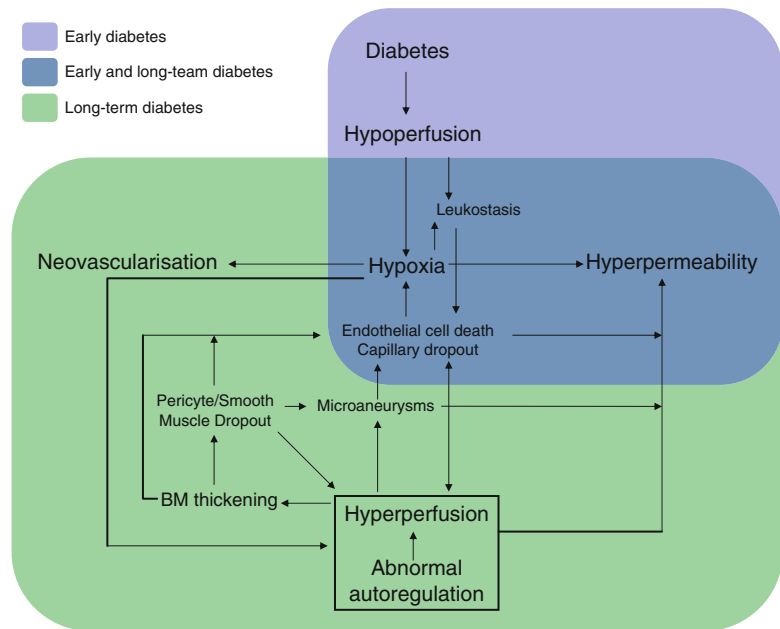 Early diabetes
Early and long-team diabetes
Long-term diabetes
Diabetes
Hypoperfusion
Leukostasis
Neovascularisation
Hypoxia
Hyperpermeability
Endothelial cell death
Capillary dropout
Pericyte/Smooth
Muscle Dropout
Microaneurysms
BM thickening
Hyperperfusion
Abnormal
autoregulation